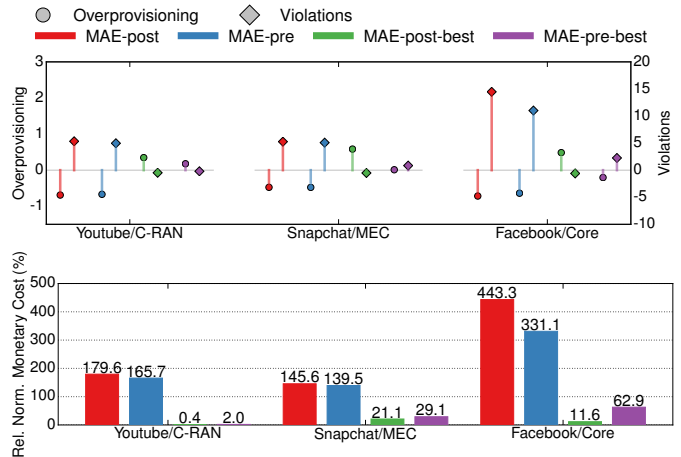 Overprovisioning Violations
MAE-post MAE-pre MAE-post-best MAE-pre-best
Overprovisioning
3
2
1
0
-1
20
15
10
5
0
-5
-10
Violations
Youtube/C-RAN Snapchat/MEC Facebook/Core
Rel. Norm. Monetary Cost (%)
500
400
300
200
100
0
179.6 165.7 0.4 2.0
145.6 139.5 21.1 29.1
443.3 331.1 11.6 62.9
Youtube/C-RAN Snapchat/MEC Facebook/Core